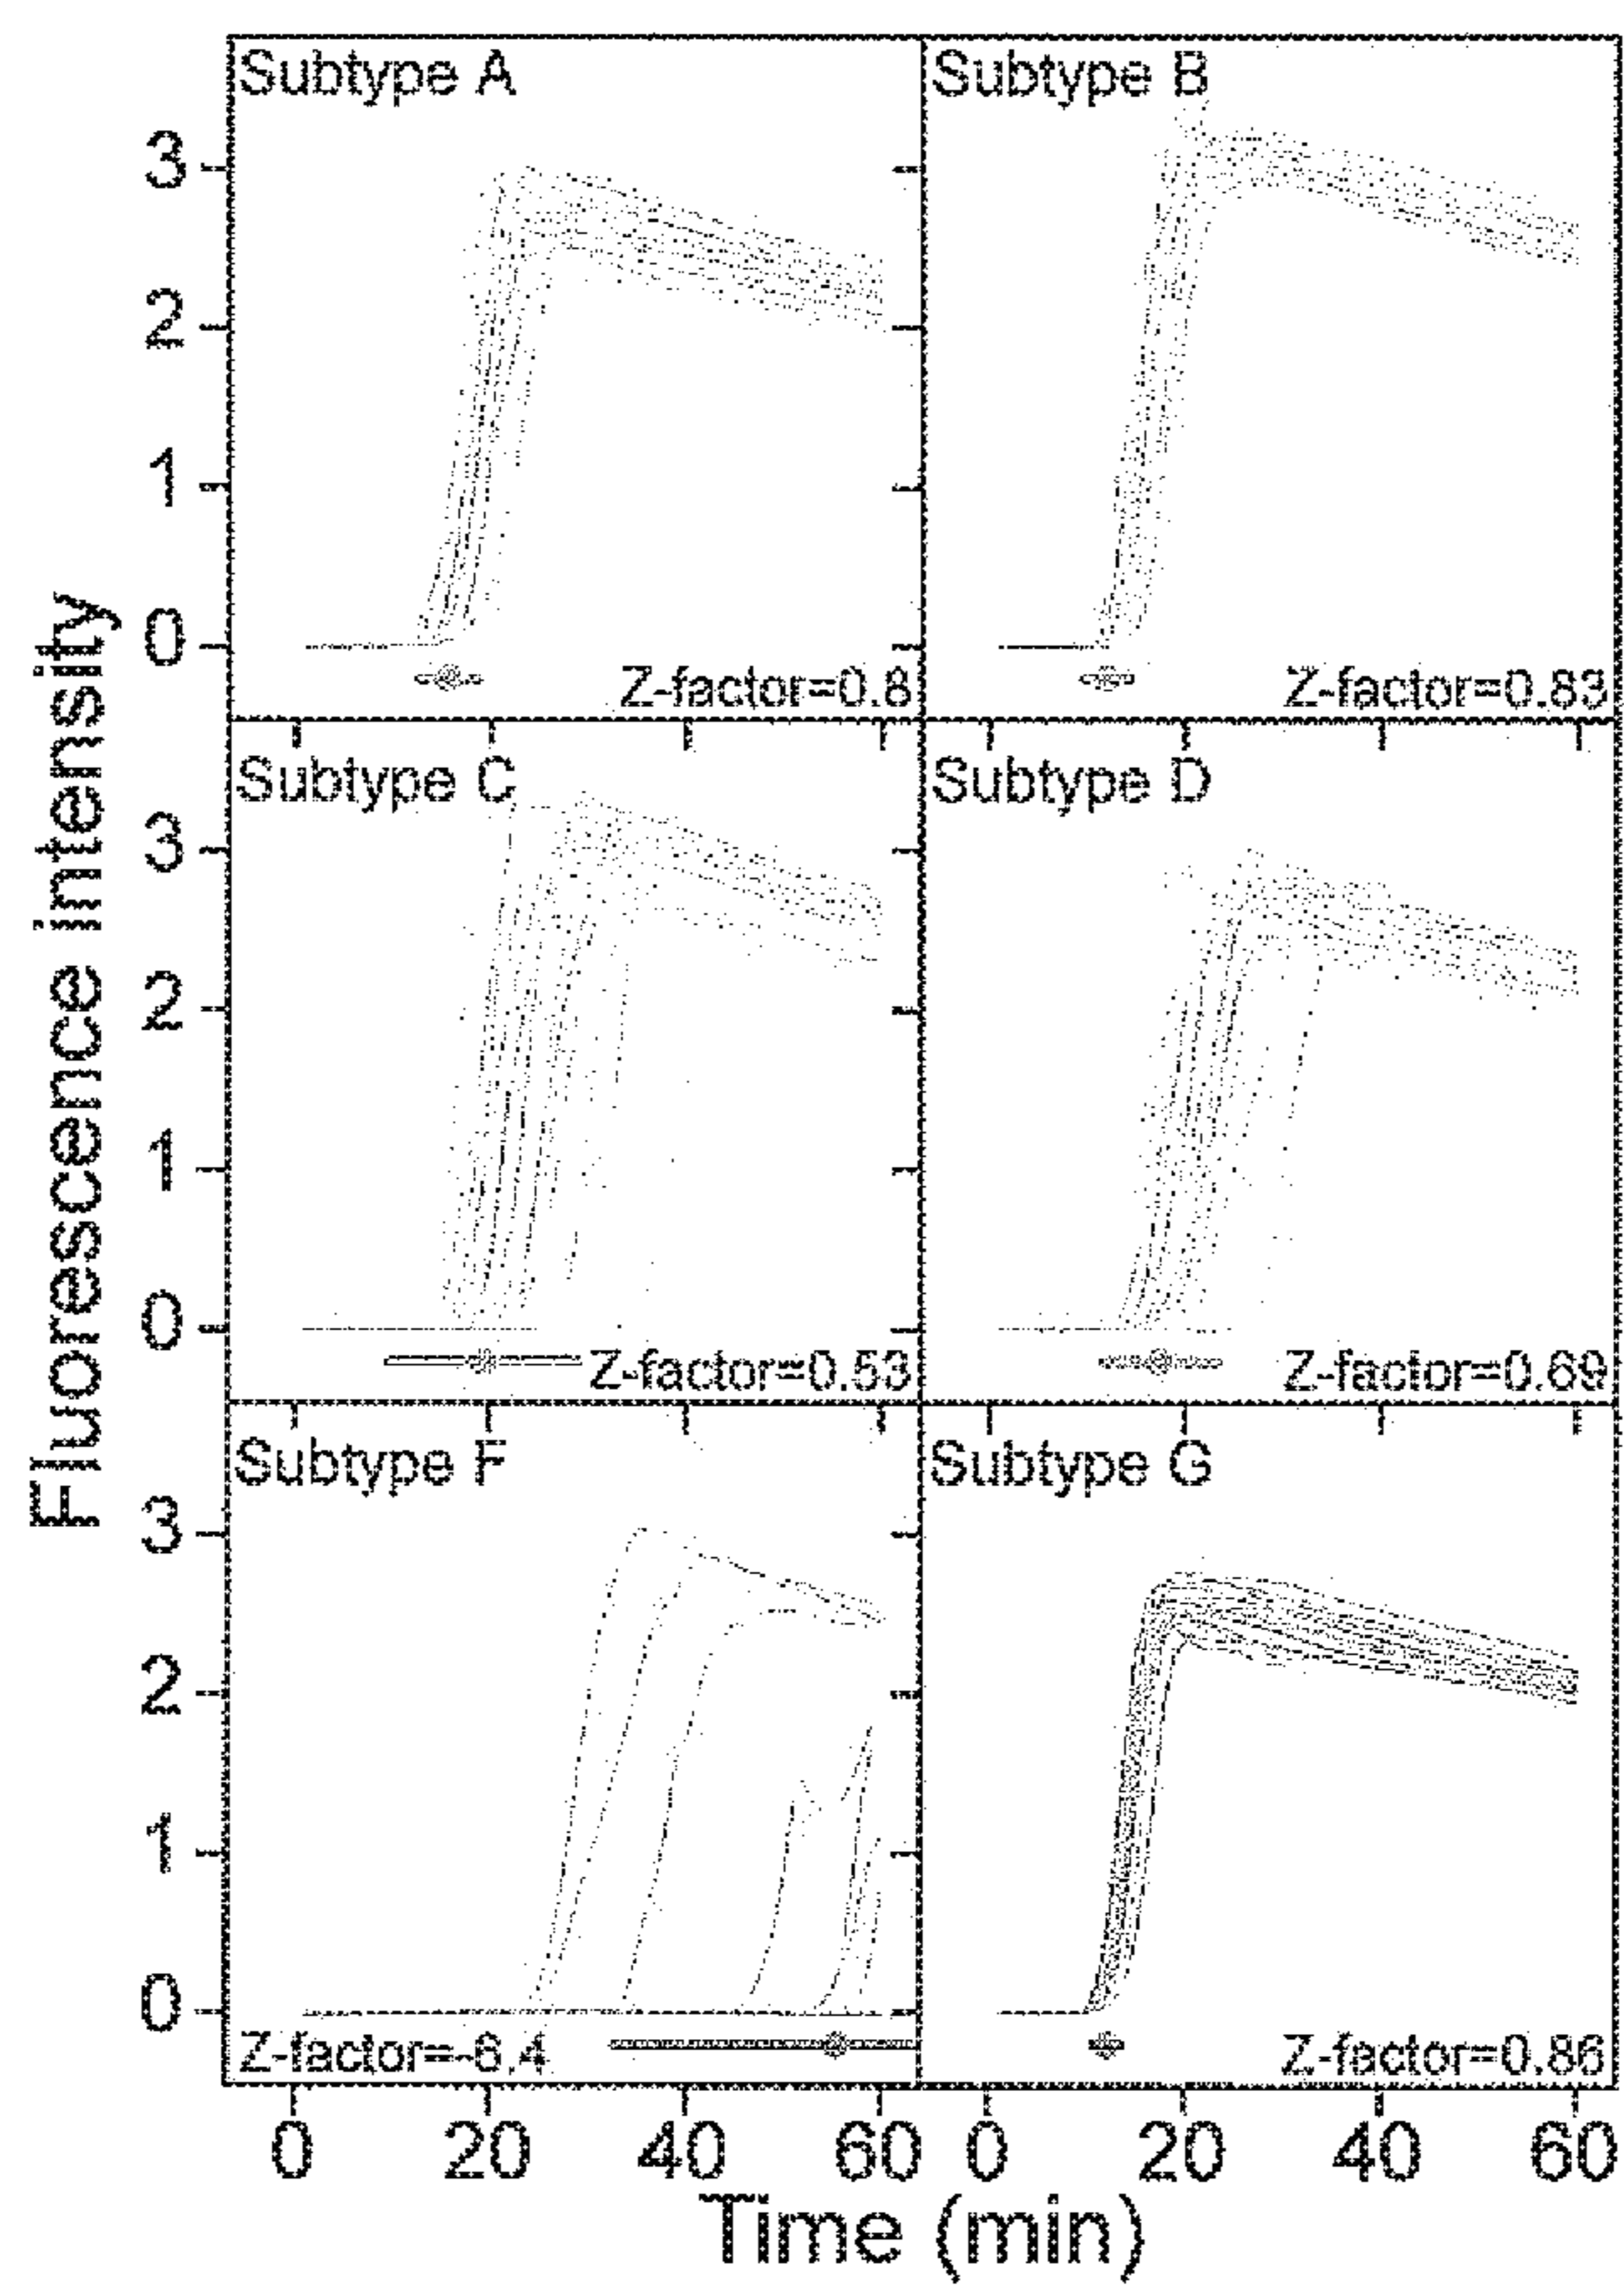 Fluorescence intensity
Subtype A
Subtype B
3
2
1
0
Z-factor=0.8
Z-factor=0.83
Subtype C
Subtype D
3
2
1
0
Z-factor=0.53
Z-factor=0.69
Subtype F
Subtype G
3
2
1
0
Z-factor=-6.4
Z-factor=0.86
0 20 40 60 0 20 40 60
Time (min)